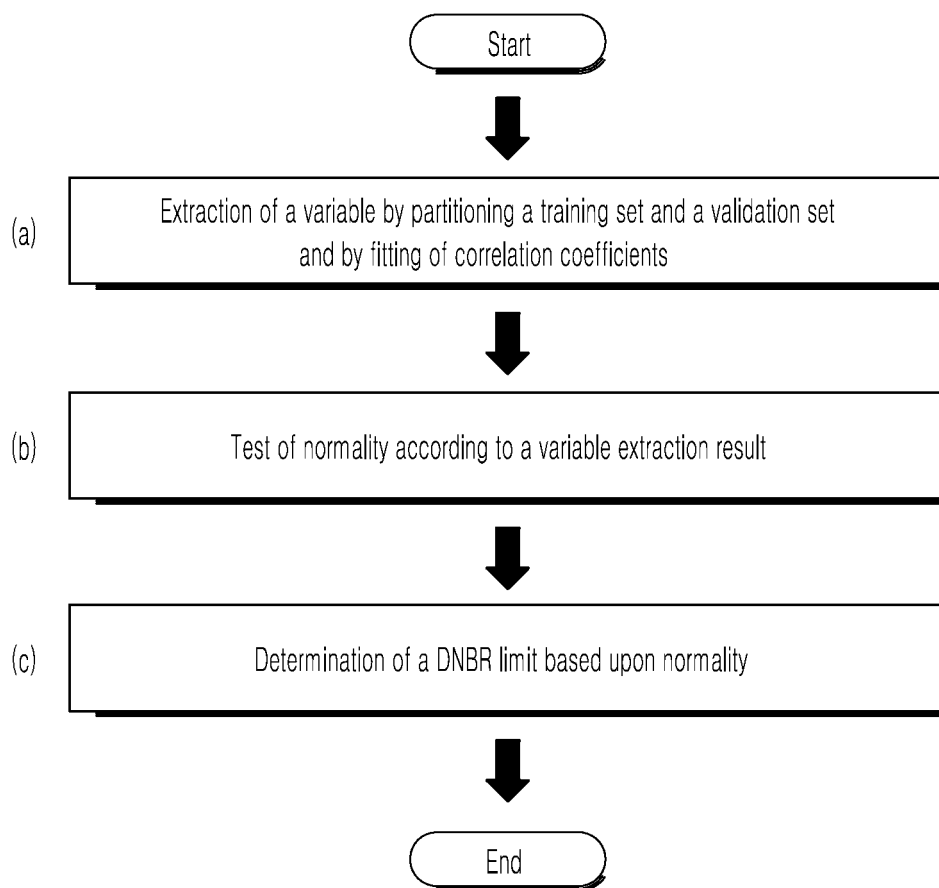 Start
(a)
Extraction of a variable by partitioning a training set and a validation set
and by fitting of correlation coefficients
(b)
Test of normality according to a variable extraction result
(c)
Determination of a DNBR limit based upon normality
End